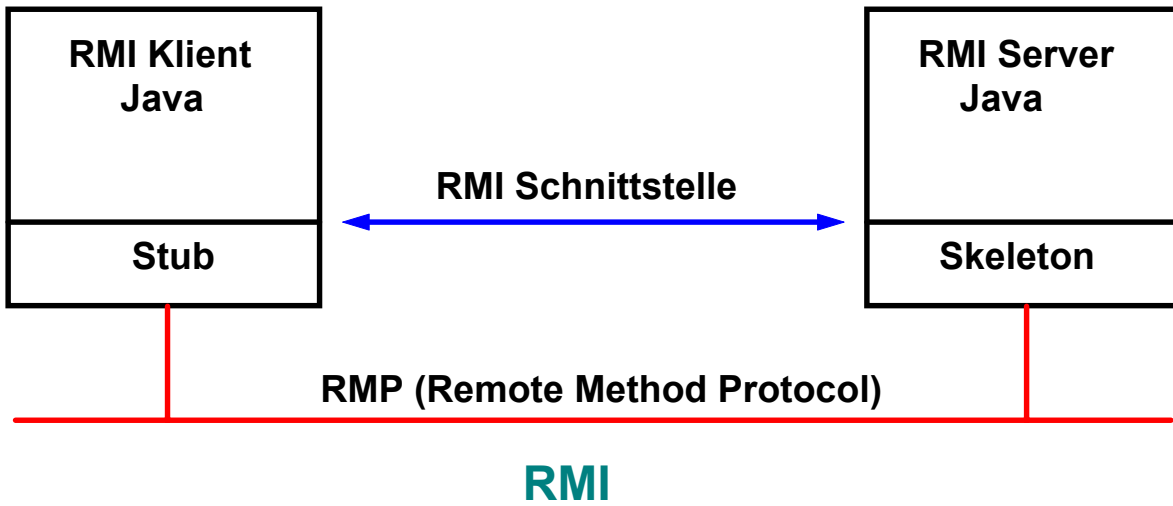 RMI Klient
Java
RMI Server
Java
RMI Schnittstelle
Stub
Skeleton
RMP (Remote Method Protocol)
RMI